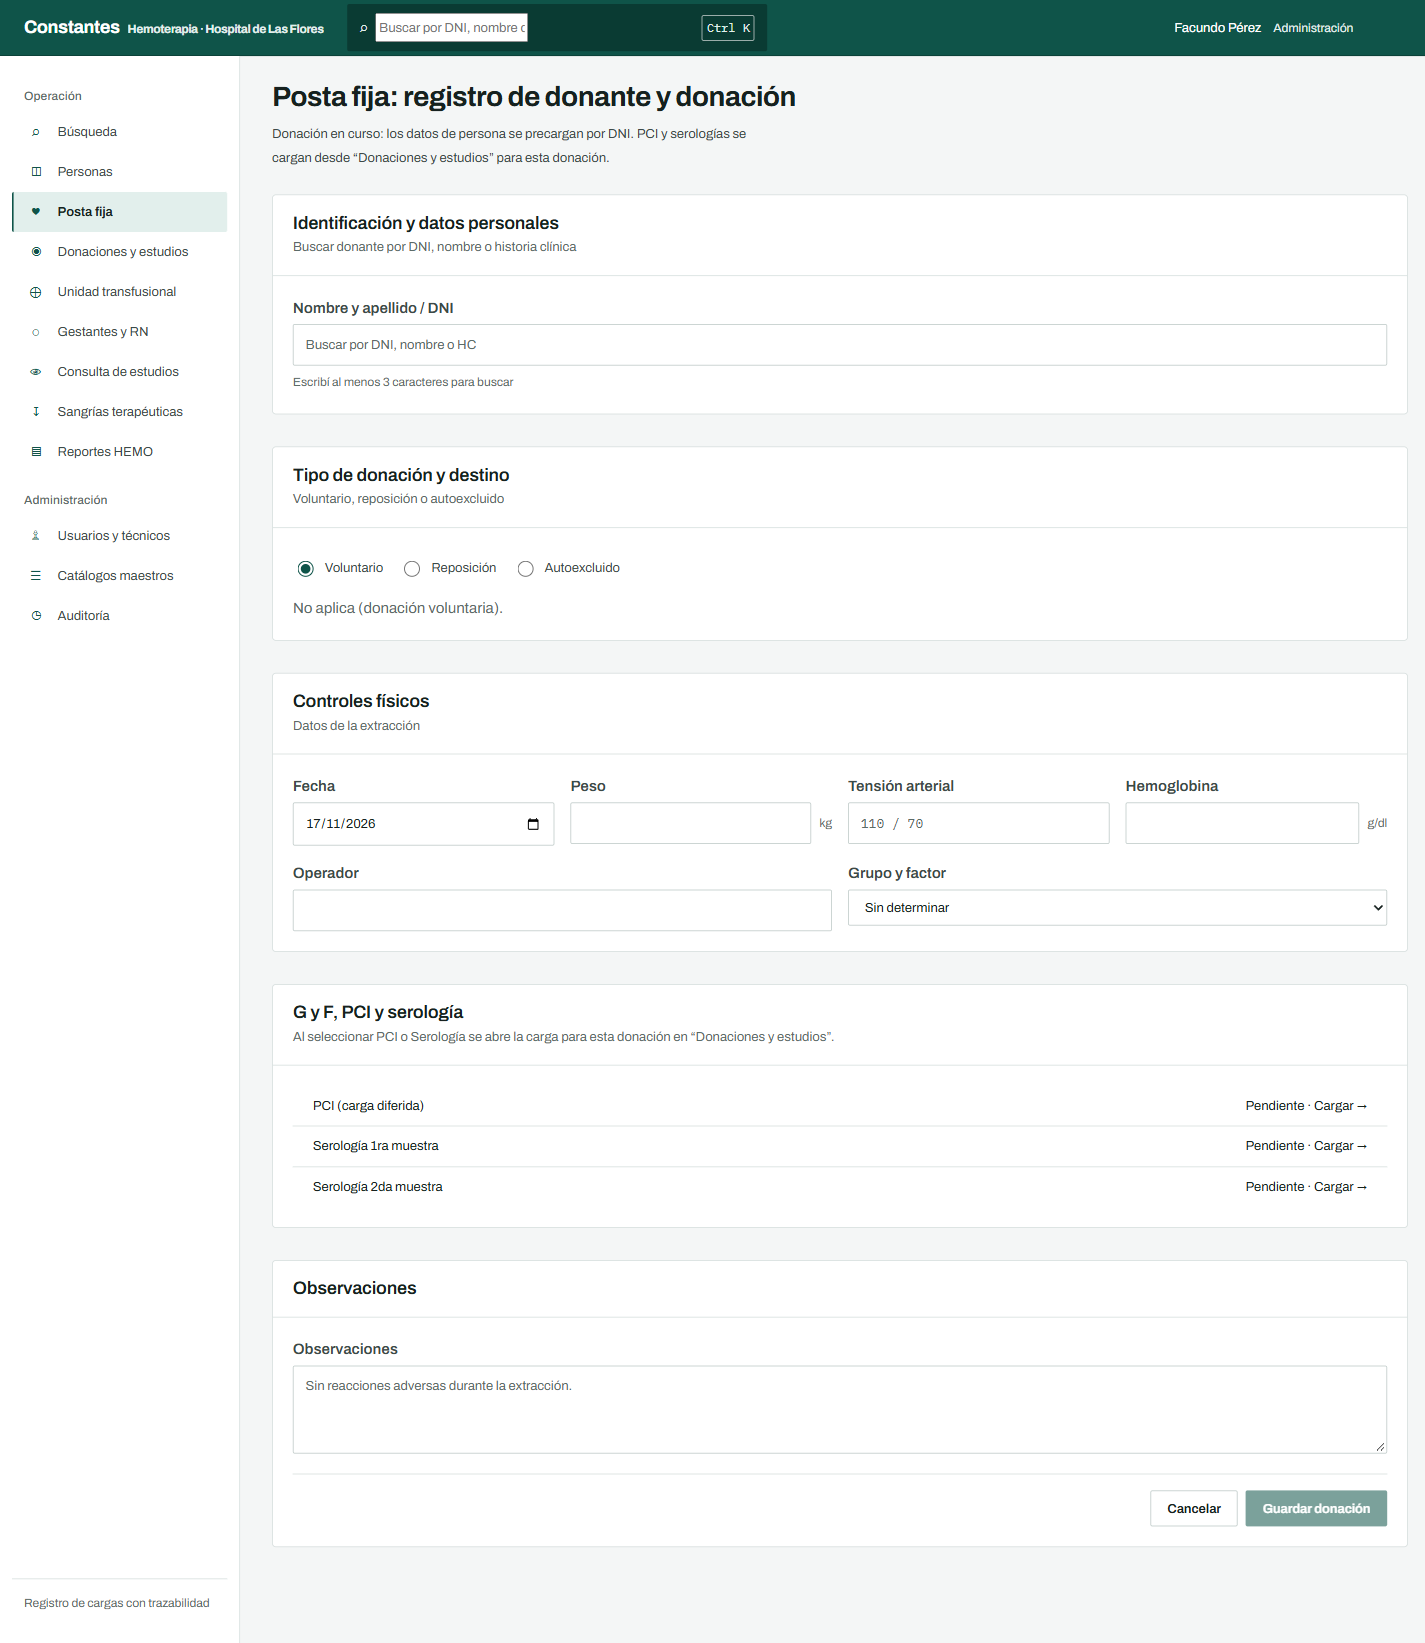 Constantes Hemoterapia · Hospital de Las Flores
Buscar por DNI, nombre
Ctrl K
Facundo Pérez Administración
Operación
Búsqueda
Personas
Posta fija
Donaciones y estudios
Unidad transfusional
Gestantes y RN
Consulta de estudios
Sangrías terapéuticas
Reportes HEMO
Administración
Usuarios y técnicos
Catálogos maestros
Auditoría
Registro de cargas con trazabilidad
Posta fija: registro de donante y donación
Donación en curso: los datos de persona se precargan por DNI. PCI y serologías se
cargan desde “Donaciones y estudios” para esta donación.
Identificación y datos personales
Buscar donante por DNI, nombre o historia clínica
Nombre y apellido / DNI
Buscar por DNI, nombre o HC
Escribí al menos 3 caracteres para buscar
Tipo de donación y destino
Voluntario, reposición o autoexcluido
Voluntario Reposición Autoexcluido
No aplica (donación voluntaria).
Controles físicos
Datos de la extracción
Fecha Peso Tensión arterial Hemoglobina
17/11/2026 kg 110 / 70 g/dl
Operador Grupo y factor
Sin determinar
G y F, PCI y serología
Al seleccionar PCI o Serología se abre la carga para esta donación en “Donaciones y estudios”.
PCI (carga diferida) Pendiente · Cargar →
Serología 1ra muestra Pendiente · Cargar →
Serología 2da muestra Pendiente · Cargar →
Observaciones
Observaciones
Sin reacciones adversas durante la extracción.
Cancelar Guardar donación